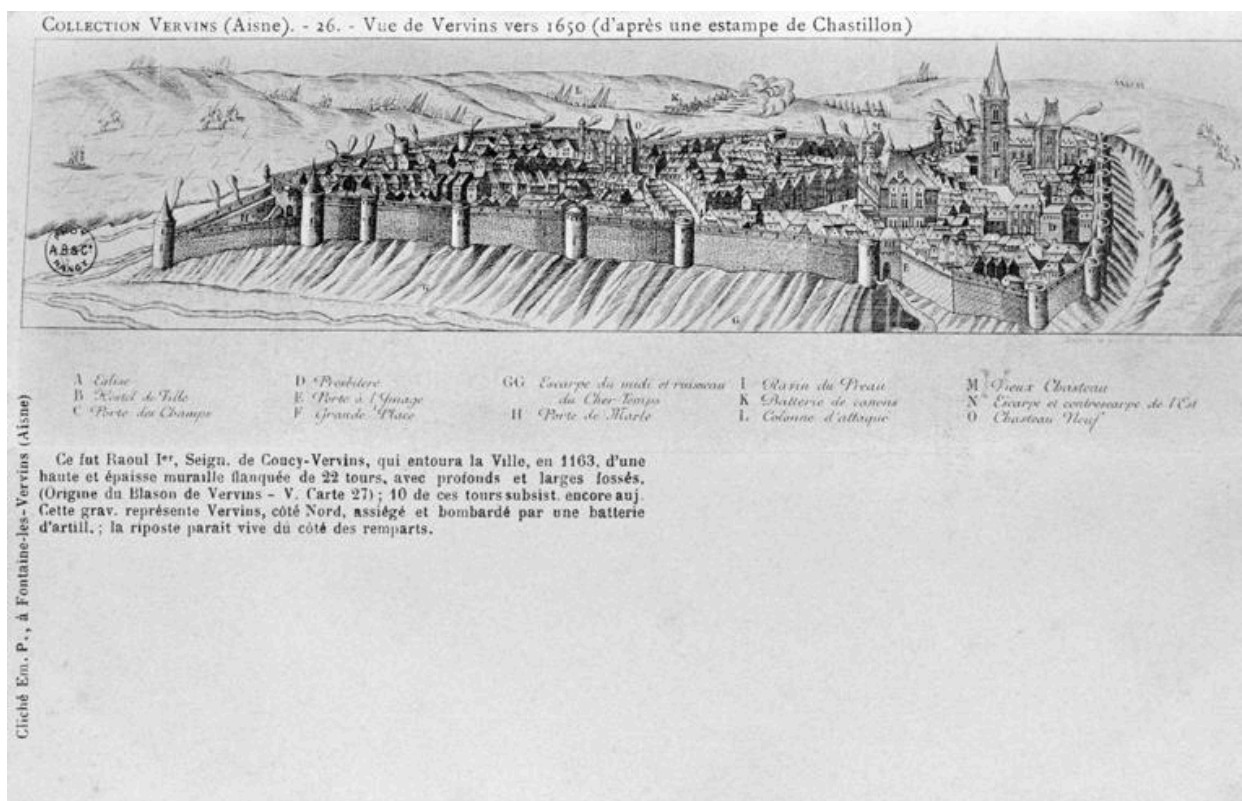 COLLECTION VERVINS (Aisne). - 26. - Vue de Vervins vers 1650 (d'après une estampe de Chastillon)
A.B.&Cie
NANCY
A Eglise
B Hostel de Ville
C Porte des Champs
D Presbitere
E Porte à l'Ymage
F Grande Place
GG Escarpe du midi et ruisseau
du Cher-Temps
H Porte de Marle
I Ravin du Preau
K Batterie de canons
L Colonne d'attaque
M Vieux Chasteau
N Escarpe et contrescarpe de l'Est
O Chasteau Neuf
Ce fut Raoul Ier, Seign. de Coucy-Vervins, qui entoura la Ville, en 1163, d'une
haute et épaisse muraille flanquée de 22 tours, avec profonds et larges fossés.
(Origine du Blason de Vervins - V. Carte 27) ; 10 de ces tours subsist. encore auj.
Cette grav. représente Vervins, côté Nord, assiégé et bombardé par une batterie
d'artill. ; la riposte parait vive du côté des remparts.
Cliché Em. P., à Fontaine-les-Vervins (Aisne)